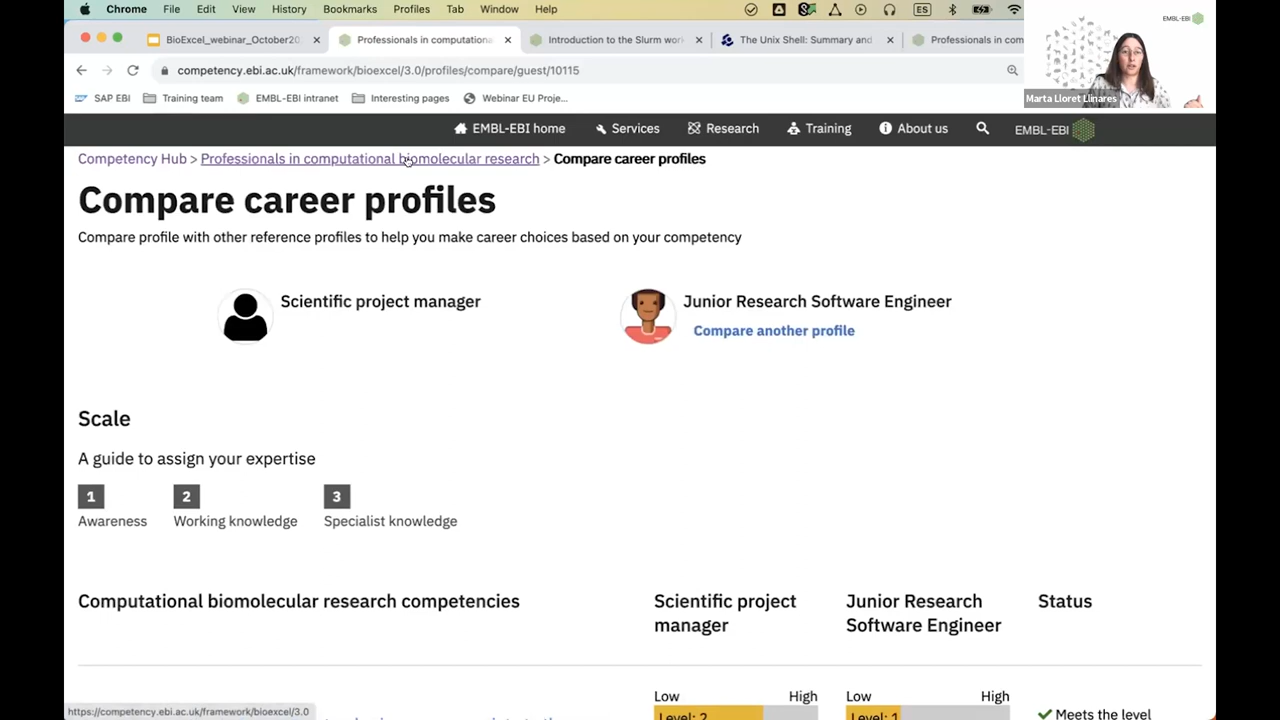 Chrome File Edit View History Bookmarks Profiles Tab Window Help ES
BioExcel_webinar_October20 Professionals in computationa Introduction to the Slurm work The Unix Shell: Summary and Professionals in com
competency.ebi.ac.uk/framework/bioexcel/3.0/profiles/compare/guest/10115
SAP EBI Training team EMBL-EBI intranet Interesting pages Webinar EU Proje...
EMBL-EBI
Marta Lloret Llinares
EMBL-EBI home Services Research Training About us EMBL-EBI
Competency Hub > Professionals in computational biomolecular research > Compare career profiles
Compare career profiles
Compare profile with other reference profiles to help you make career choices based on your competency
Scientific project manager
Junior Research Software Engineer
Compare another profile
Scale
A guide to assign your expertise
1 2 3
Awareness Working knowledge Specialist knowledge
Computational biomolecular research competencies
Scientific project
manager
Junior Research
Software Engineer
Status
Low High Low High
Level: 2 Level: 1 Meets the level
https://competency.ebi.ac.uk/framework/bioexcel/3.0